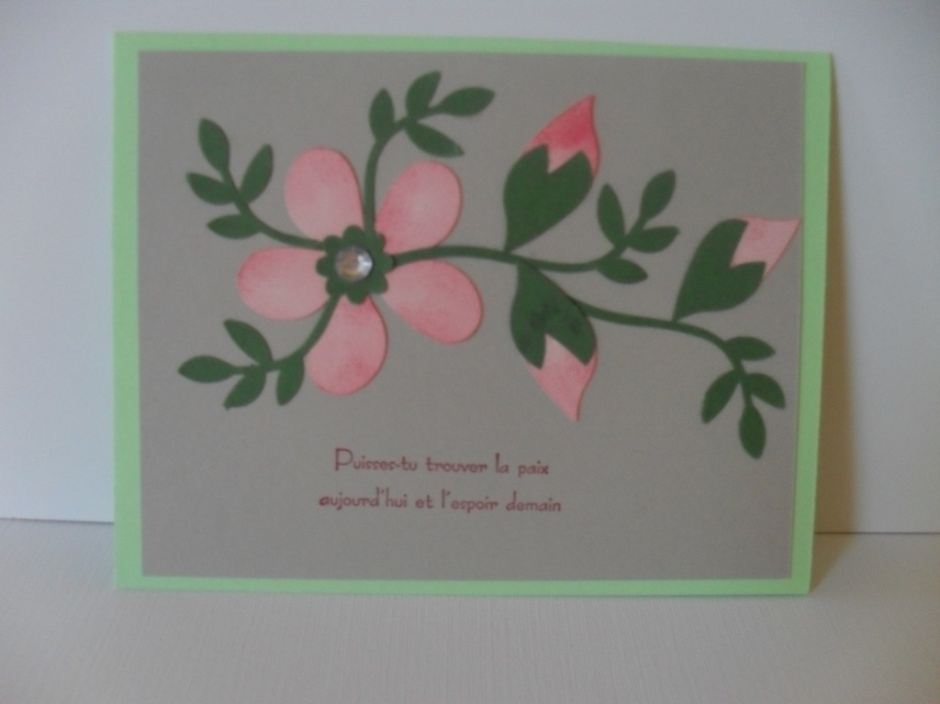 Puisses-tu trouver la paix
aujourd'hui et l'espoir demain